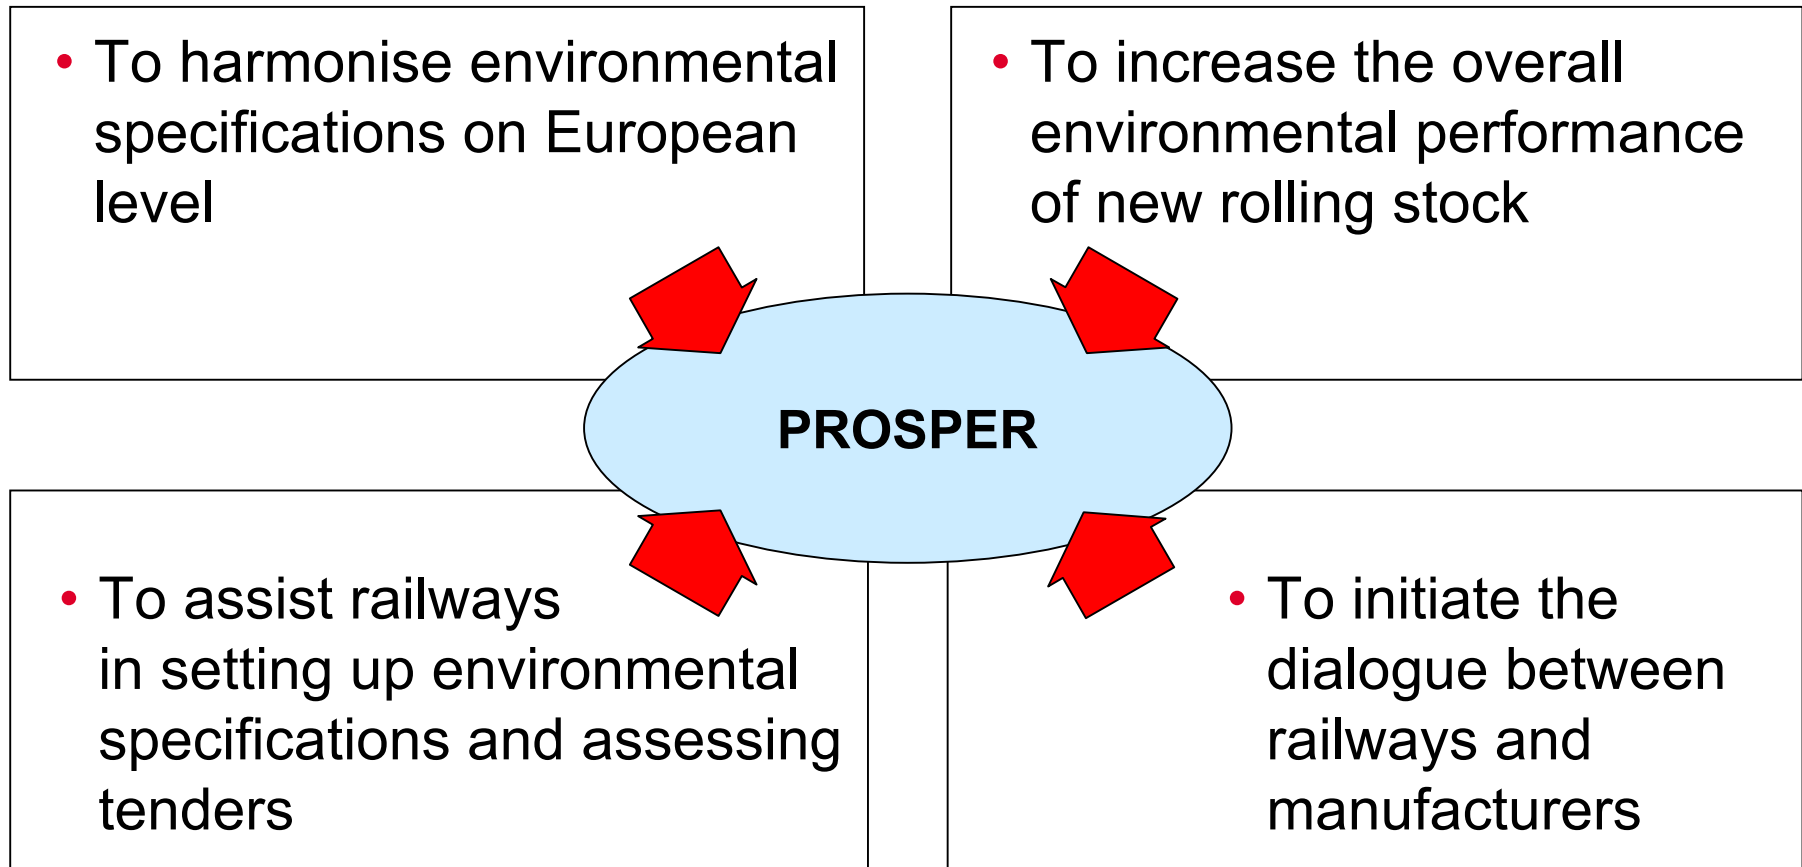 • To harmonise environmental
specifications on European
level
• To increase the overall
environmental performance
of new rolling stock
PROSPER
• To assist railways
in setting up environmental
specifications and assessing
tenders
• To initiate the
dialogue between
railways and
manufacturers